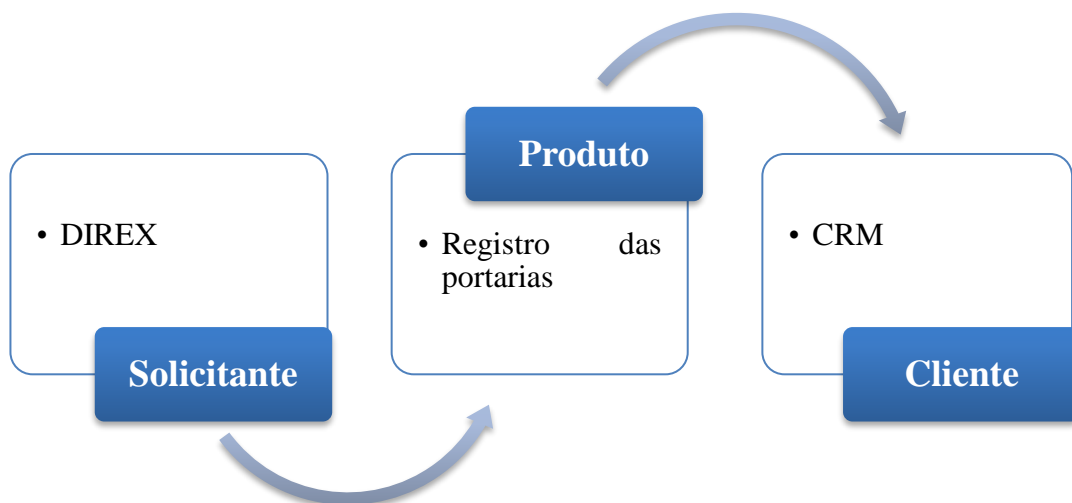 • DIREX
Solicitante
Produto
• Registro das
portarias
• CRM
Cliente